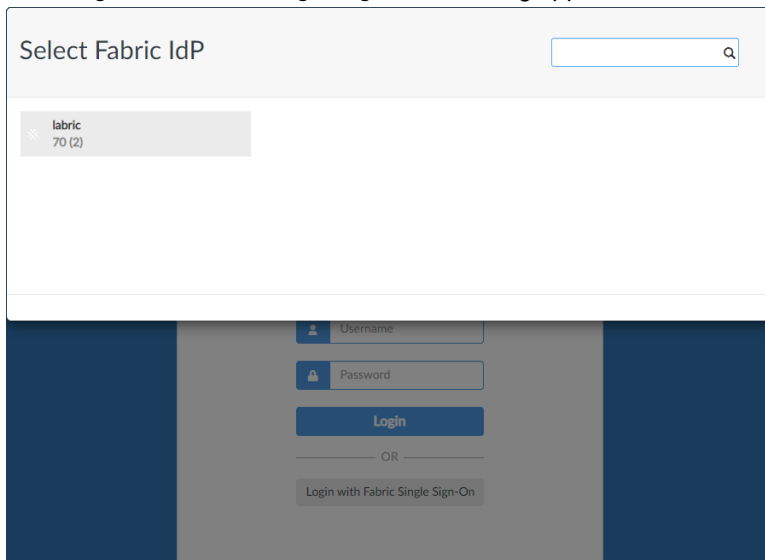 Select Fabric IdP
labric
70 (2)
Username
Password
Login
OR
Login with Fabric Single Sign-On